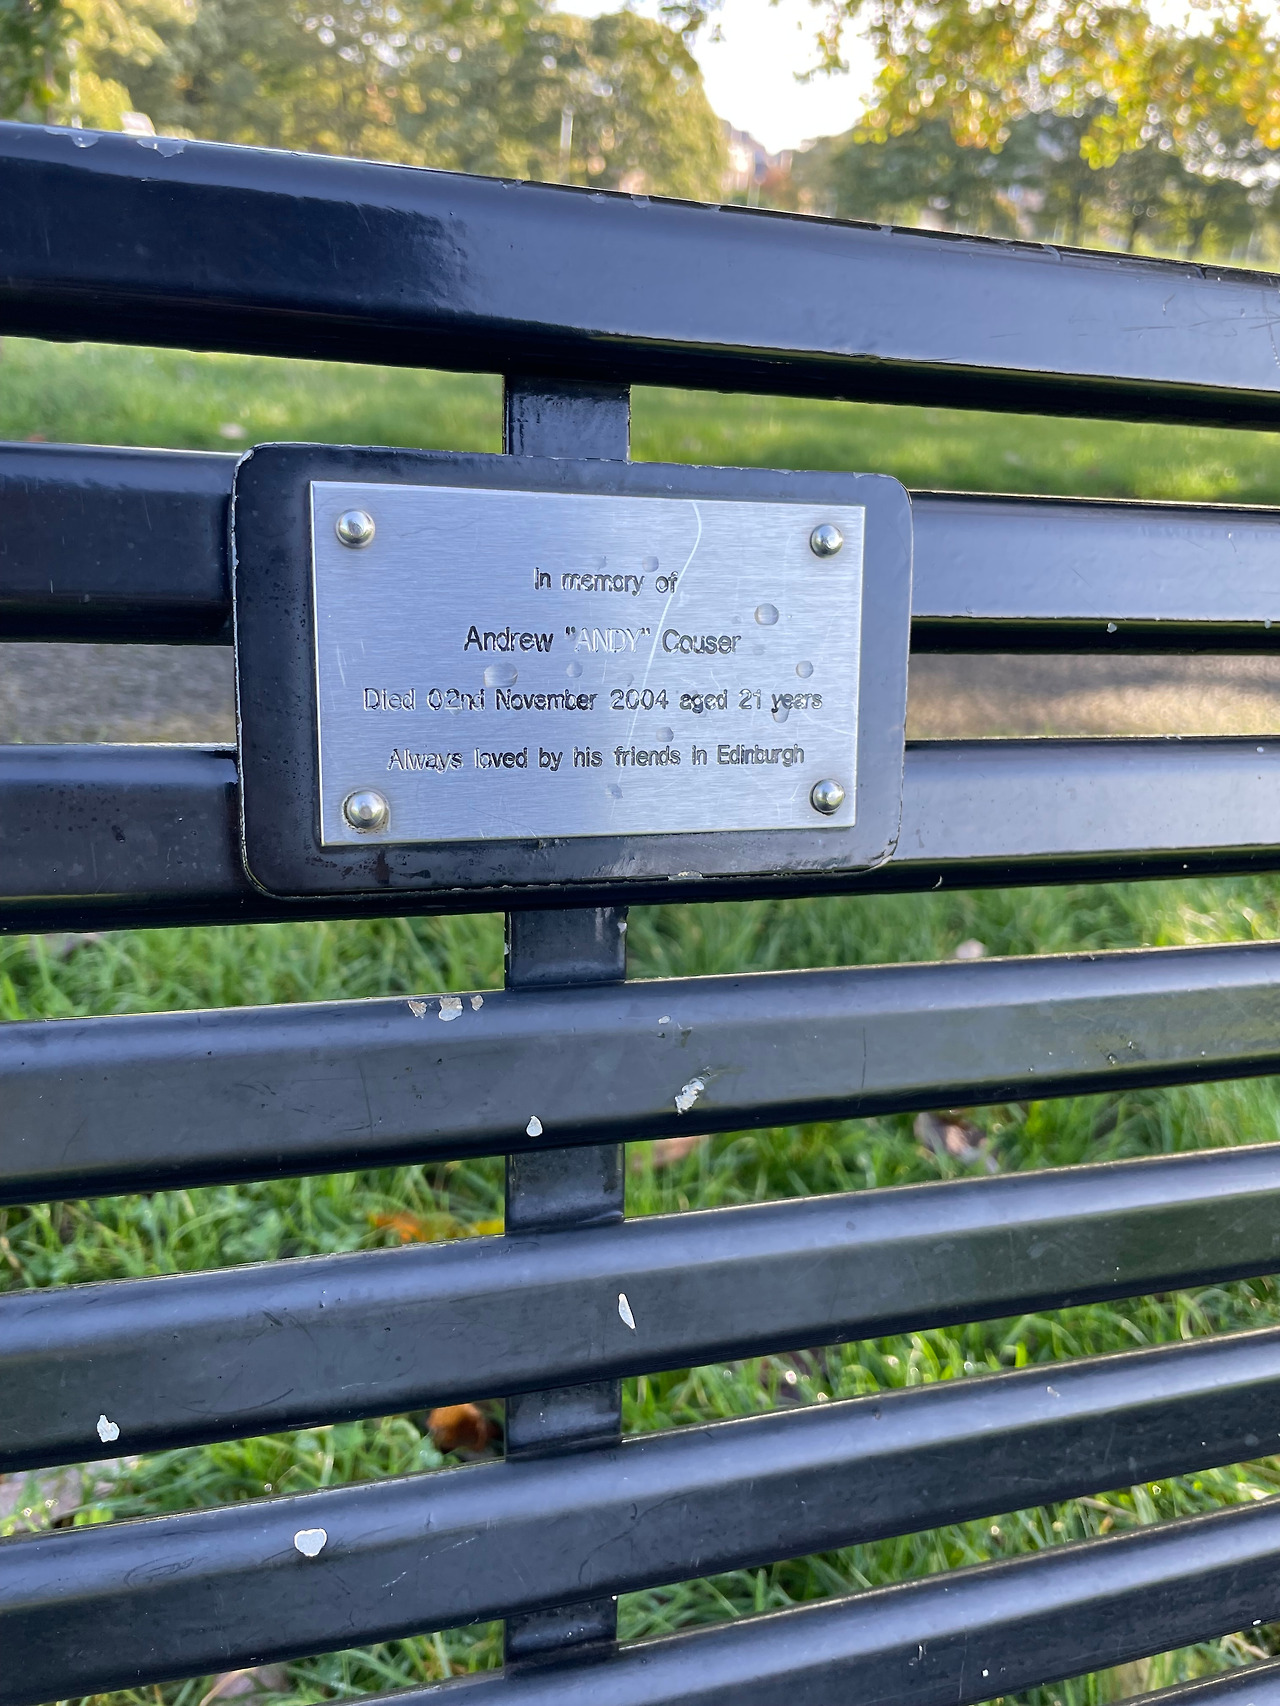 In memory of
Andrew "ANDY" Couser
Died 02nd November 2004 aged 21 years
Always loved by his friends in Edinburgh